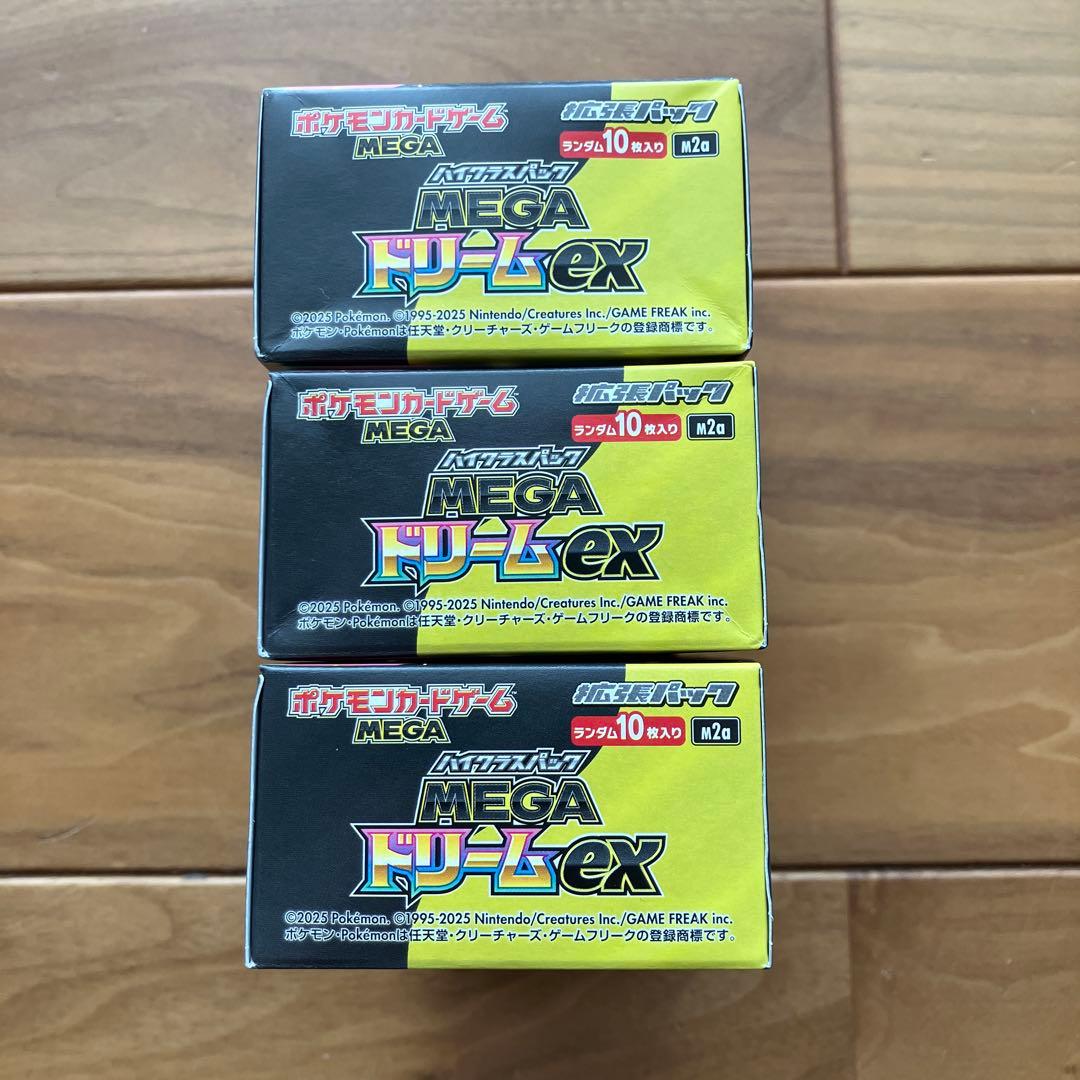 ポケモンカードゲーム 拡張パック
MEGA ランダム10枚入り M2a
ハイクラスパック
MEGA
ドリームex
©2025 Pokémon. ©1995-2025 Nintendo/Creatures Inc./GAME FREAK inc.
ポケモン・Pokémonは任天堂・クリーチャーズ・ゲームフリークの登録商標です。
ポケモンカードゲーム 拡張パック
MEGA ランダム10枚入り M2a
ハイクラスパック
MEGA
ドリームex
©2025 Pokémon. ©1995-2025 Nintendo/Creatures Inc./GAME FREAK inc.
ポケモン・Pokémonは任天堂・クリーチャーズ・ゲームフリークの登録商標です。
ポケモンカードゲーム 拡張パック
MEGA ランダム10枚入り M2a
ハイクラスパック
MEGA
ドリームex
©2025 Pokémon. ©1995-2025 Nintendo/Creatures Inc./GAME FREAK inc.
ポケモン・Pokémonは任天堂・クリーチャーズ・ゲームフリークの登録商標です。